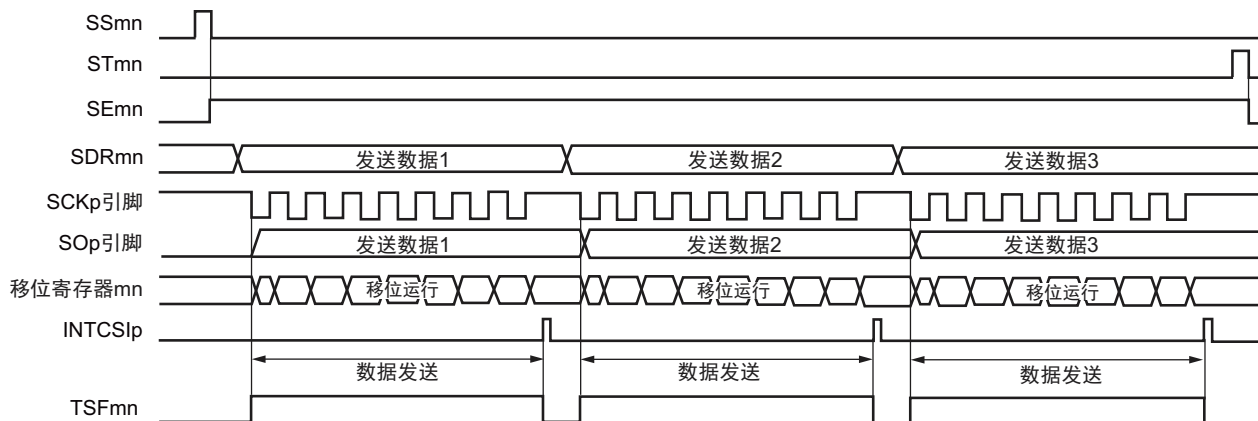 SSmn
STmn
SEmn
SDRmn 发送数据1 发送数据2 发送数据3
SCKp引脚
SOp引脚 发送数据1 发送数据2 发送数据3
移位寄存器mn 移位运行 移位运行 移位运行
INTCSIp
数据发送 数据发送 数据发送
TSFmn